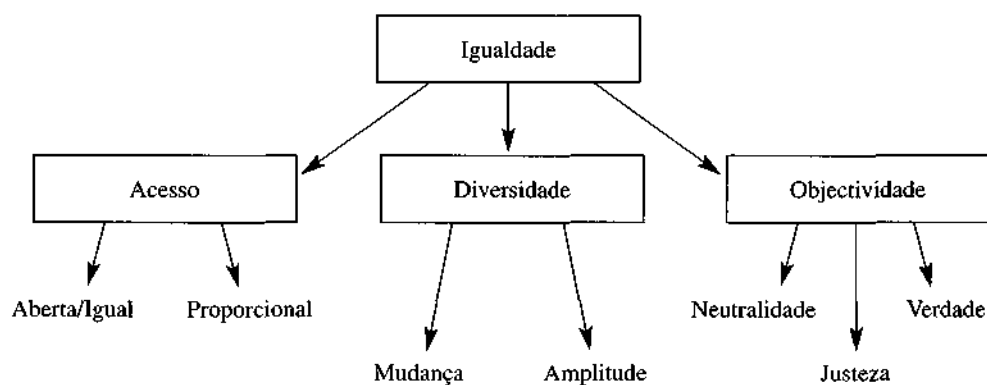 Igualdade
Acesso
Diversidade
Objectividade
Aberta/Igual
Proporcional
Neutralidade
Verdade
Mudança
Amplitude
Justeza